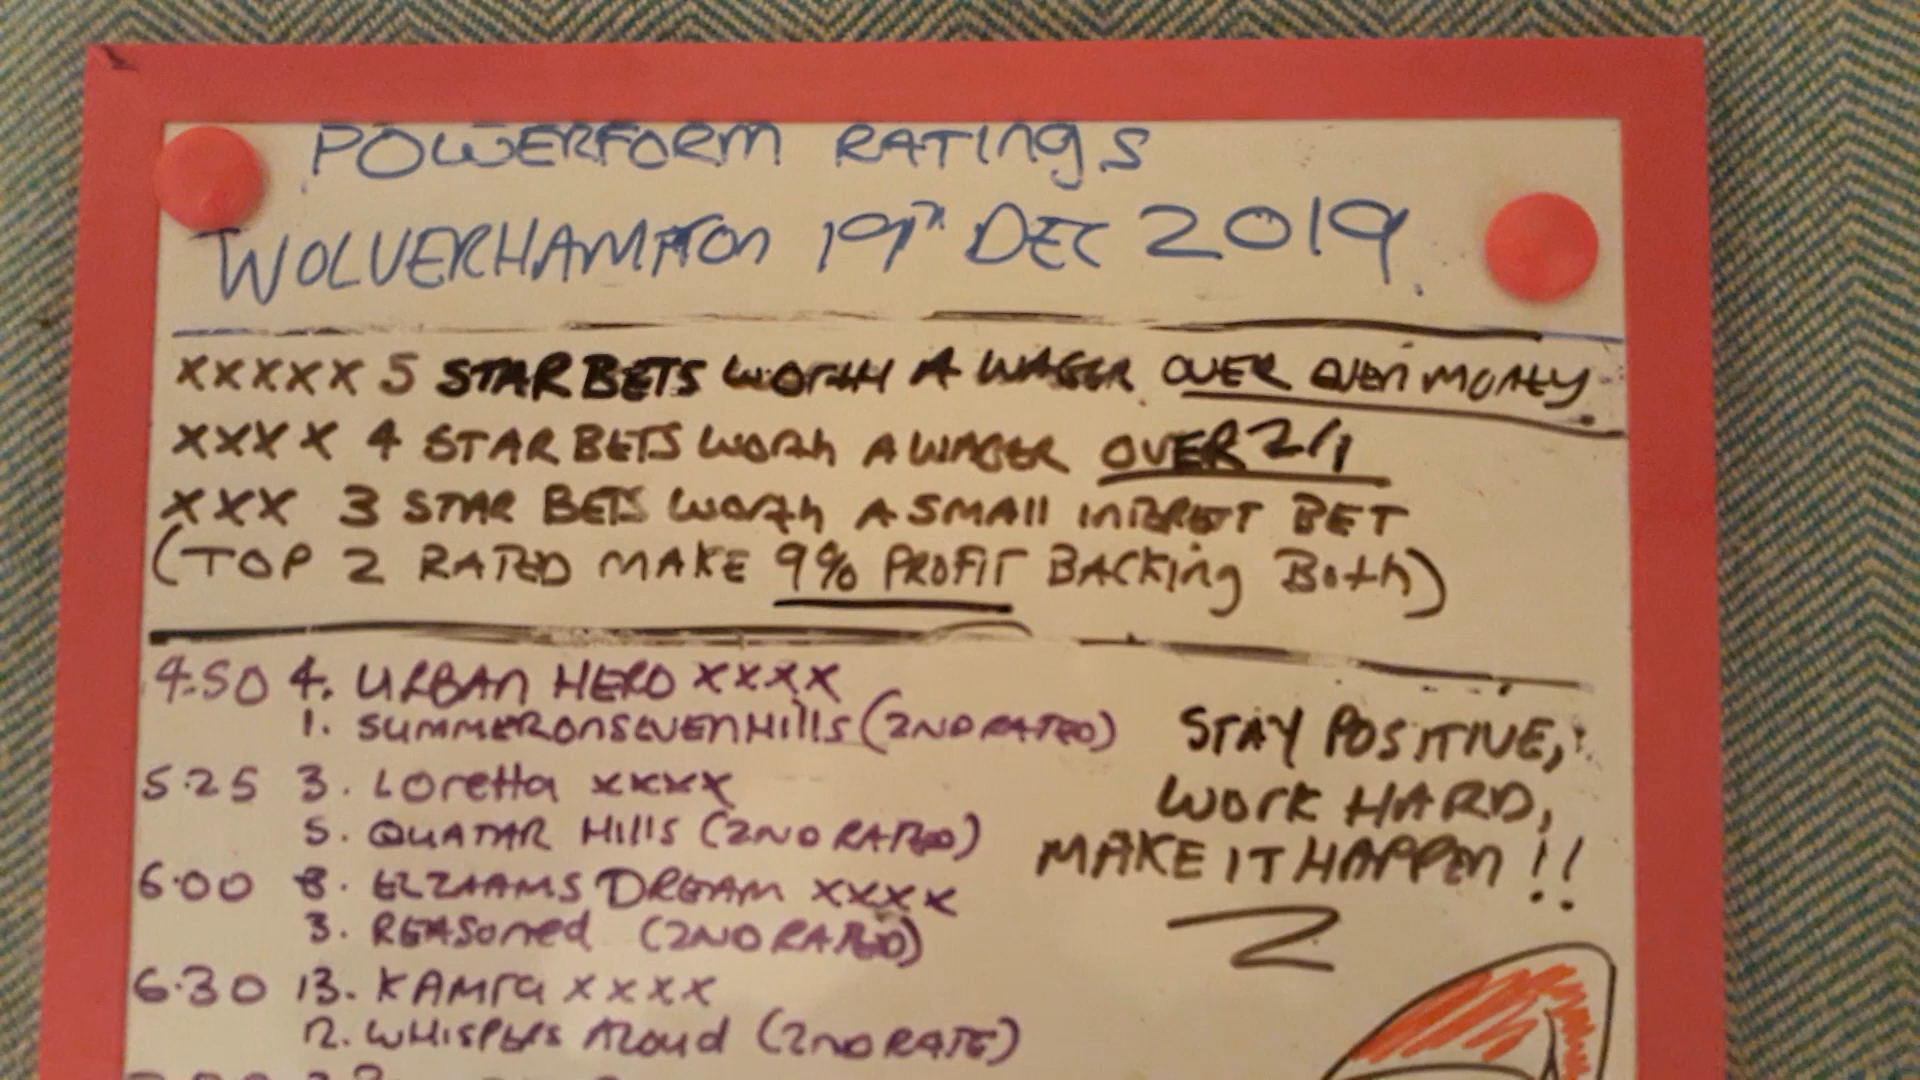 POWERFORM RATINGS
WOLVERHAMPTON 19TH DEC 2019
XXXXX 5 STAR BETS WORTH A WAGER OVER EVEN MONEY
XXXX 4 STAR BETS WORTH A WAGER OVER 2/1
XXX 3 STAR BETS WORTH A SMALL INTEREST BET
(TOP 2 RATED MAKE 9% PROFIT BACKING BOTH)
4.50 4. URBAN HERO XXXX
1. SUMMERONSEVENHILLS (2ND RATED)
5.25 3. LORETTA XXXX
5. QUATAR HILLS (2ND RATED)
6.00 8. ELZAAMS DREAM XXXX
3. REASONED (2ND RATED)
6.30 13. KAMRA XXXX
2. WHISPERS ALOUD (2ND RATE)
STAY POSITIVE,
WORK HARD,
MAKE IT HAPPEN!!